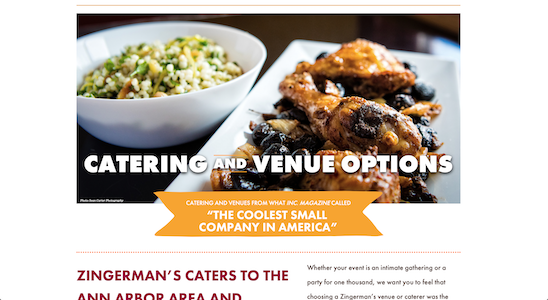 CATERING AND VENUE OPTIONS
CATERING AND VENUES FROM WHAT INC. MAGAZINE CALLED
"THE COOLEST SMALL
COMPANY IN AMERICA"
ZINGERMAN'S CATERS TO THE
ANN ARBOR AREA AND
Whether your event is an intimate gathering or a
party for one thousand, we want you to feel that
choosing a Zingerman's venue or caterer was the